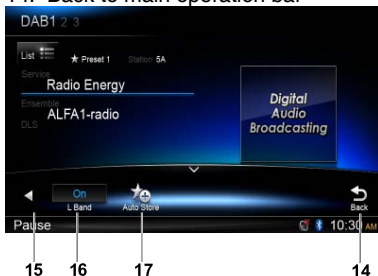 14. Back to main operation bar
DAB1 2 3
List ★ Preset 1 Station 5A
Service
Radio Energy
Ensemble
ALFA1-radio
DLS
Digital
Audio
Broadcasting
On
L Band
Auto Store
Back
Pause
10:30 AM
15 16 17 14